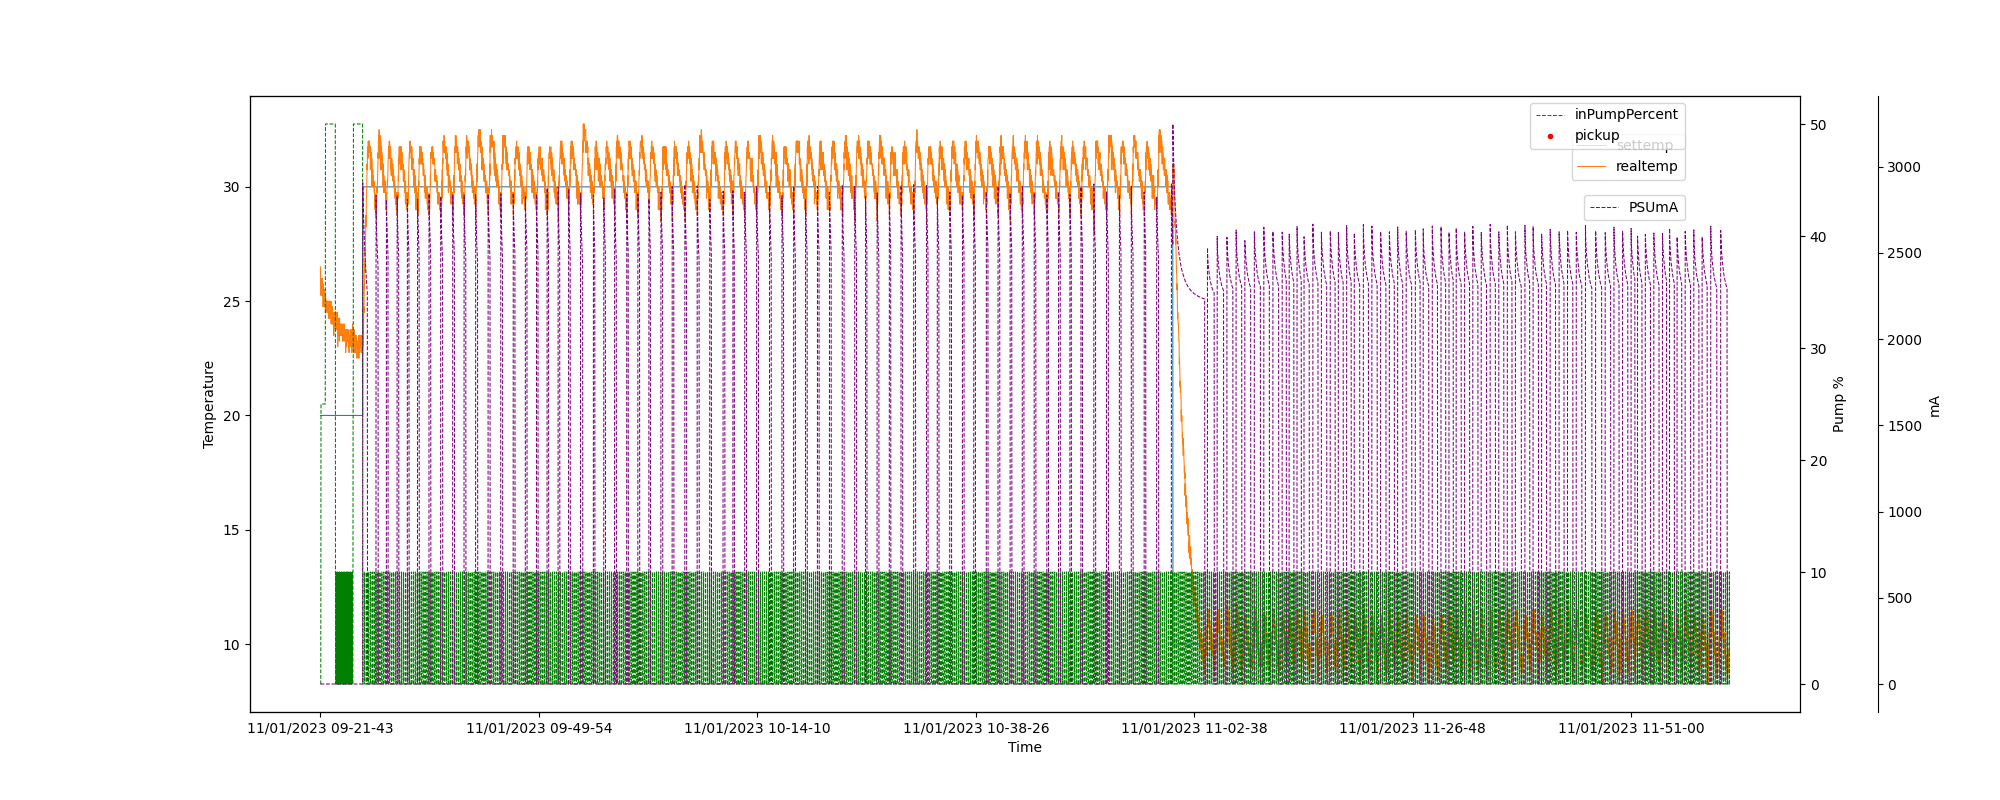 inPumpPercent
pickup
settemp
realtemp
PSUmA
30
25
20
15
10
Temperature
50
40
30
20
10
0
Pump %
3000
2500
2000
1500
1000
500
0
mA
11/01/2023 09-21-43
11/01/2023 09-49-54
11/01/2023 10-14-10
11/01/2023 10-38-26
11/01/2023 11-02-38
11/01/2023 11-26-48
11/01/2023 11-51-00
Time